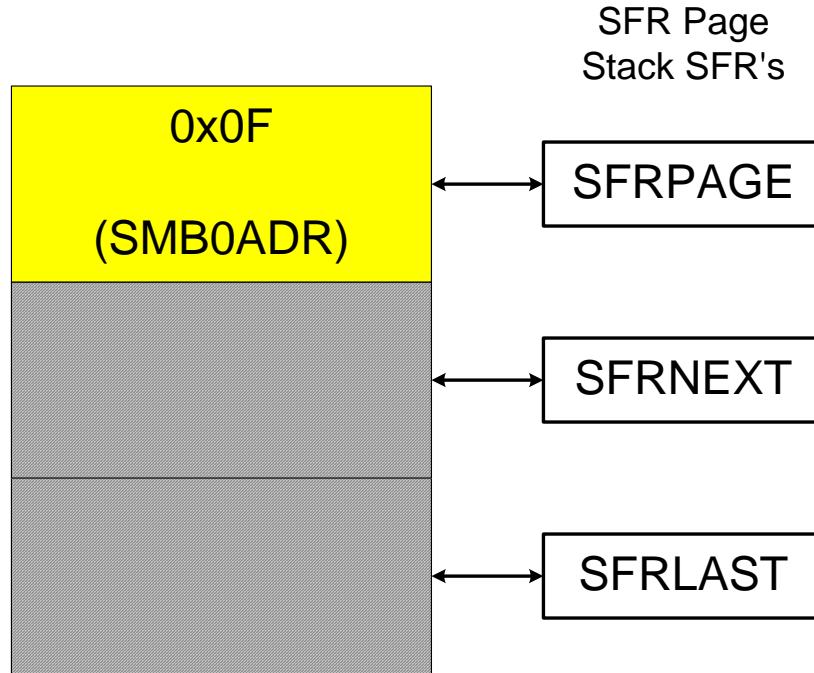 SFR Page
Stack SFR's
0x0F
(SMB0ADR)
SFRPAGE
SFRNEXT
SFRLAST